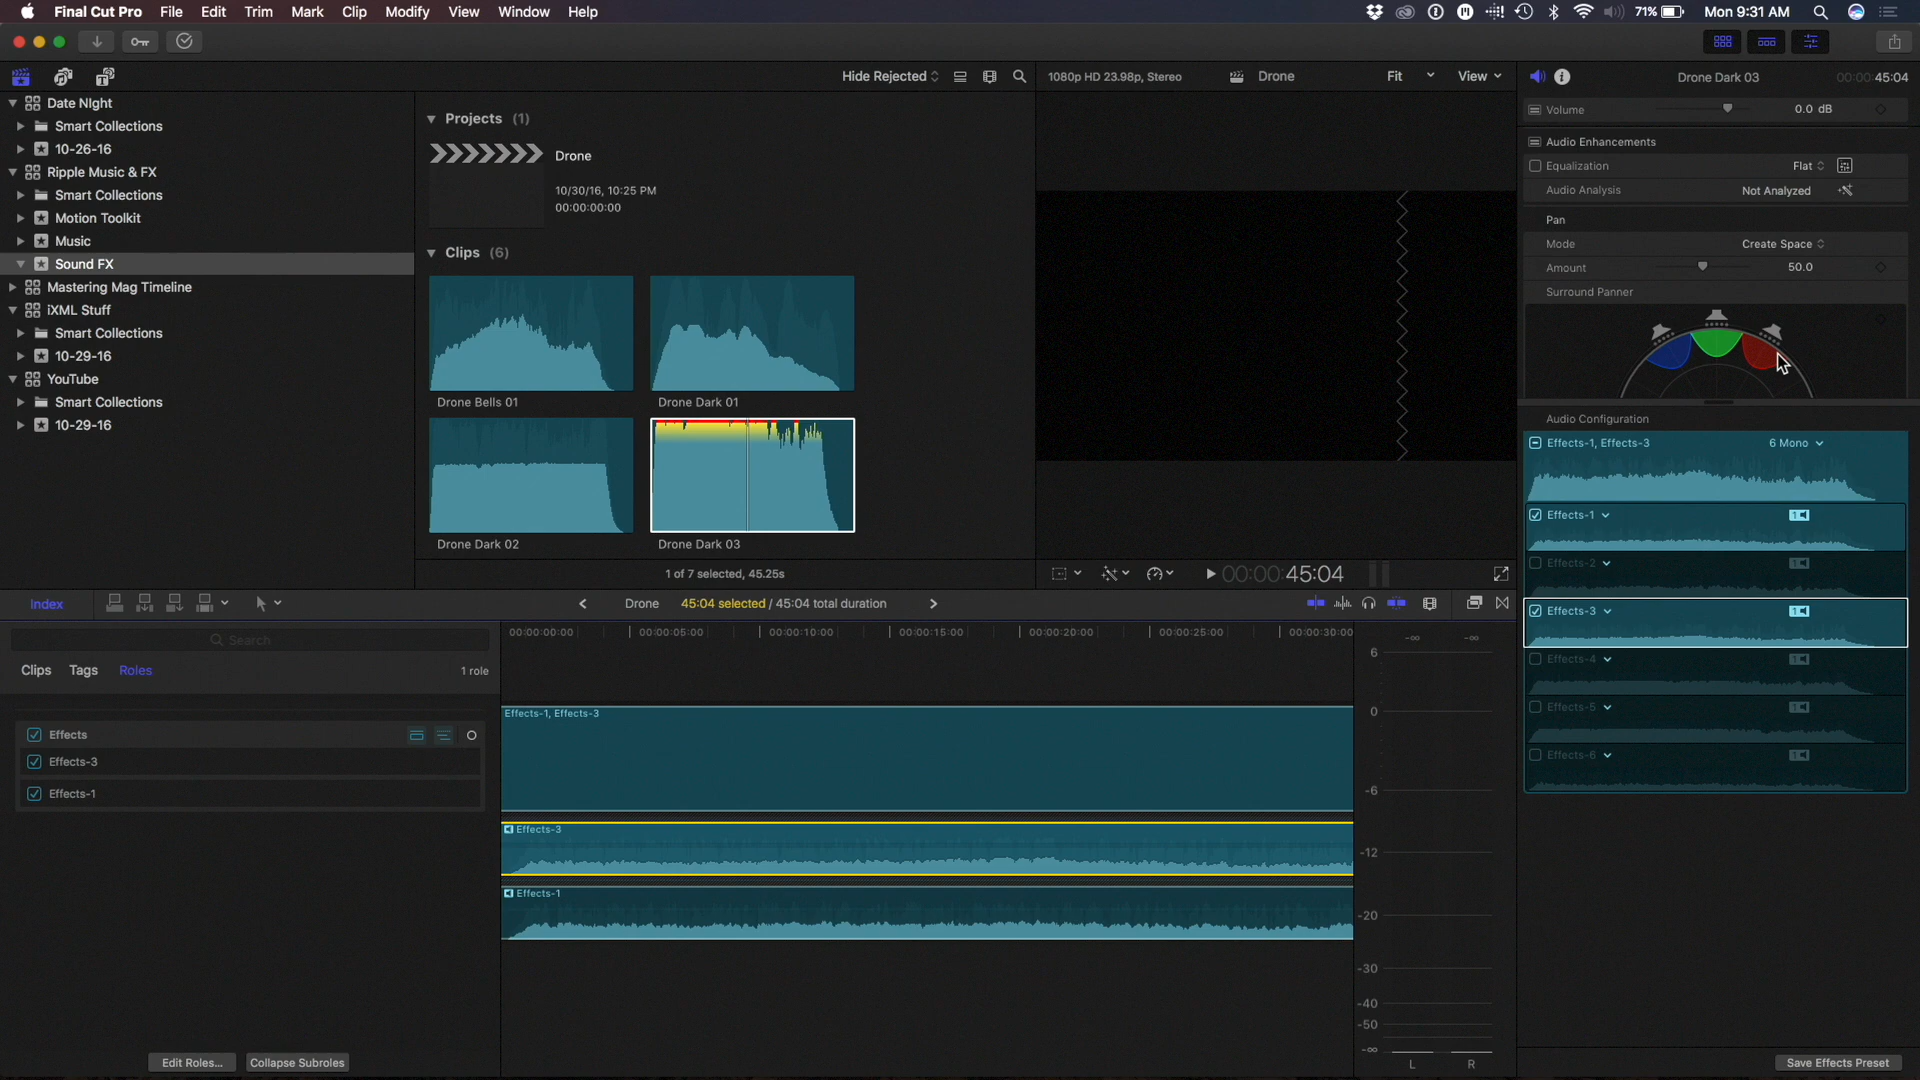 Final Cut Pro File Edit Trim Mark Clip Modify View Window Help 71% Mon 9:31 AM
Hide Rejected
1080p HD 23.98p, Stereo Drone Fit View
Drone Dark 03 00:00:45:04
Date NIght
Smart Collections
10-26-16
Ripple Music & FX
Smart Collections
Motion Toolkit
Music
Sound FX
Mastering Mag Timeline
iXML Stuff
Smart Collections
10-29-16
YouTube
Smart Collections
10-29-16
Projects (1)
Drone
10/30/16, 10:25 PM
00:00:00:00
Clips (6)
Drone Bells 01 Drone Dark 01
Drone Dark 02 Drone Dark 03
1 of 7 selected, 45.25s
00:00:45:04
Volume 0.0 dB
Audio Enhancements
Equalization Flat
Audio Analysis Not Analyzed
Pan
Mode Create Space
Amount 50.0
Surround Panner
Audio Configuration
Effects-1, Effects-3 6 Mono
Effects-1 1
Effects-2 1
Effects-3 1
Effects-4 1
Effects-5 1
Effects-6 1
Save Effects Preset
Index Drone 45:04 selected / 45:04 total duration
Search
Clips Tags Roles 1 role
Effects
Effects-3
Effects-1
Edit Roles... Collapse Subroles
00:00:00:00 00:00:05:00 00:00:10:00 00:00:15:00 00:00:20:00 00:00:25:00 00:00:30:00
Effects-1, Effects-3
Effects-3
Effects-1
-∞ -∞
6
0
-6
-12
-20
-30
-40
-50
-∞
L R